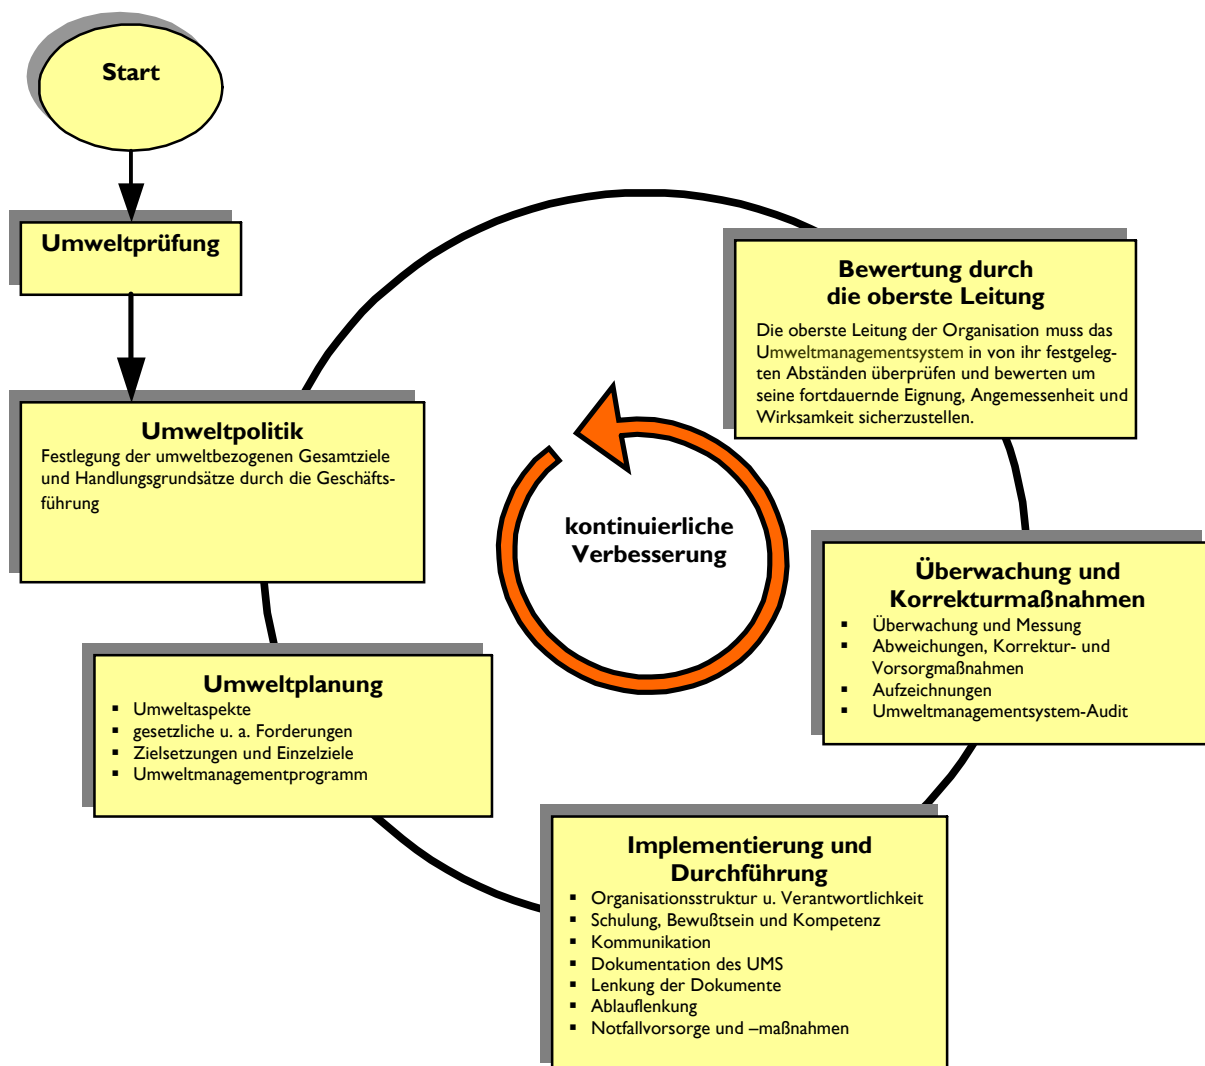 Start
Umweltprüfung
Umweltpolitik
Festlegung der umweltbezogenen Gesamtziele
und Handlungsgrundsätze durch die Geschäfts-
führung
Umweltplanung
▪ Umweltaspekte
▪ gesetzliche u. a. Forderungen
▪ Zielsetzungen und Einzelziele
▪ Umweltmanagementprogramm
Implementierung und
Durchführung
▪ Organisationsstruktur u. Verantwortlichkeit
▪ Schulung, Bewußtsein und Kompetenz
▪ Kommunikation
▪ Dokumentation des UMS
▪ Lenkung der Dokumente
▪ Ablauflenkung
▪ Notfallvorsorge und –maßnahmen
Überwachung und
Korrekturmaßnahmen
▪ Überwachung und Messung
▪ Abweichungen, Korrektur- und
Vorsorgmaßnahmen
▪ Aufzeichnungen
▪ Umweltmanagementsystem-Audit
Bewertung durch
die oberste Leitung
Die oberste Leitung der Organisation muss das
Umweltmanagementsystem in von ihr festgeleg-
ten Abständen überprüfen und bewerten um
seine fortdauernde Eignung, Angemessenheit und
Wirksamkeit sicherzustellen.
kontinuierliche
Verbesserung